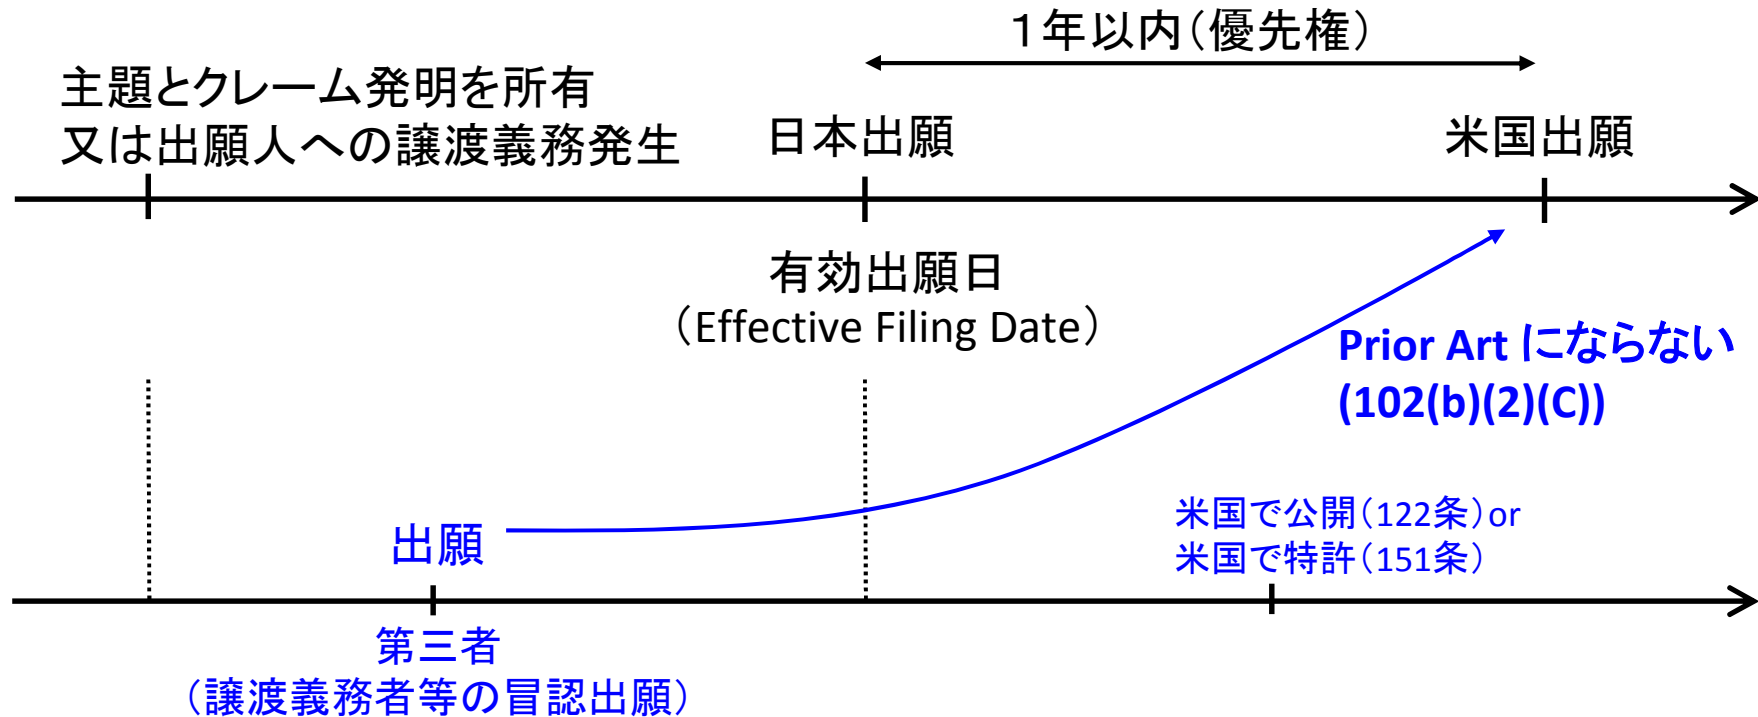 1年以内(優先権)
主題とクレーム発明を所有
又は出願人への譲渡義務発生
日本出願
米国出願
有効出願日
(Effective Filing Date)
Prior Art にならない
(102(b)(2)(C))
米国で公開(122条)or
米国で特許(151条)
出願
第三者
(譲渡義務者等の冒認出願)